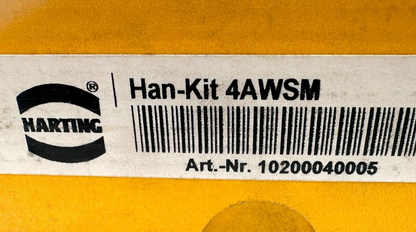 Han-Kit 4AWSM
®
HARTING
Art.-Nr. 10200040005